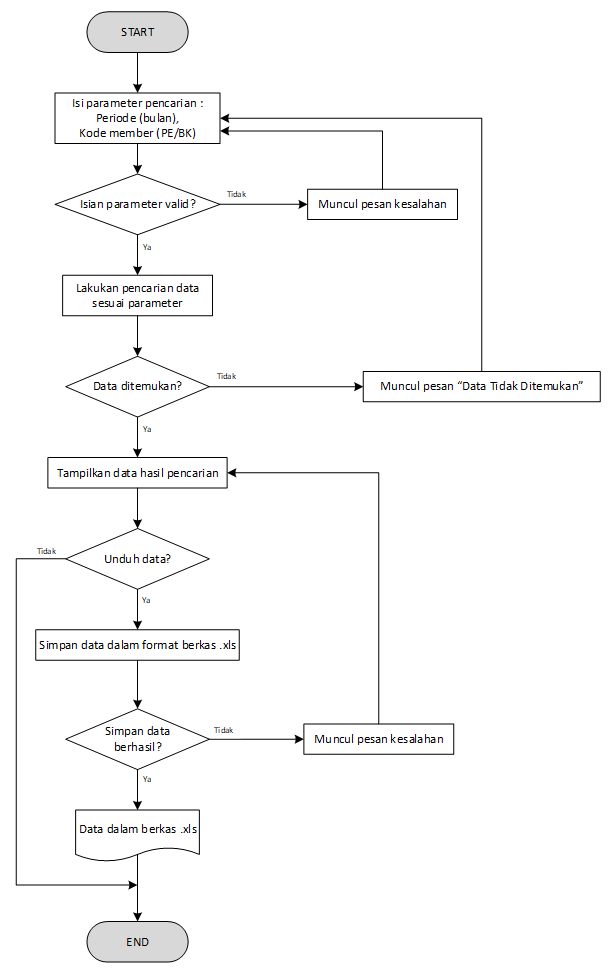 START
Isi parameter pencarian :
Periode (bulan),
Kode member (PE/BK)
Isian parameter valid?
Tidak
Muncul pesan kesalahan
Ya
Lakukan pencarian data
sesuai parameter
Data ditemukan?
Tidak
Muncul pesan “Data Tidak Ditemukan”
Ya
Tampilkan data hasil pencarian
Tidak
Unduh data?
Ya
Simpan data dalam format berkas .xls
Simpan data
berhasil?
Tidak
Muncul pesan kesalahan
Ya
Data dalam berkas .xls
END